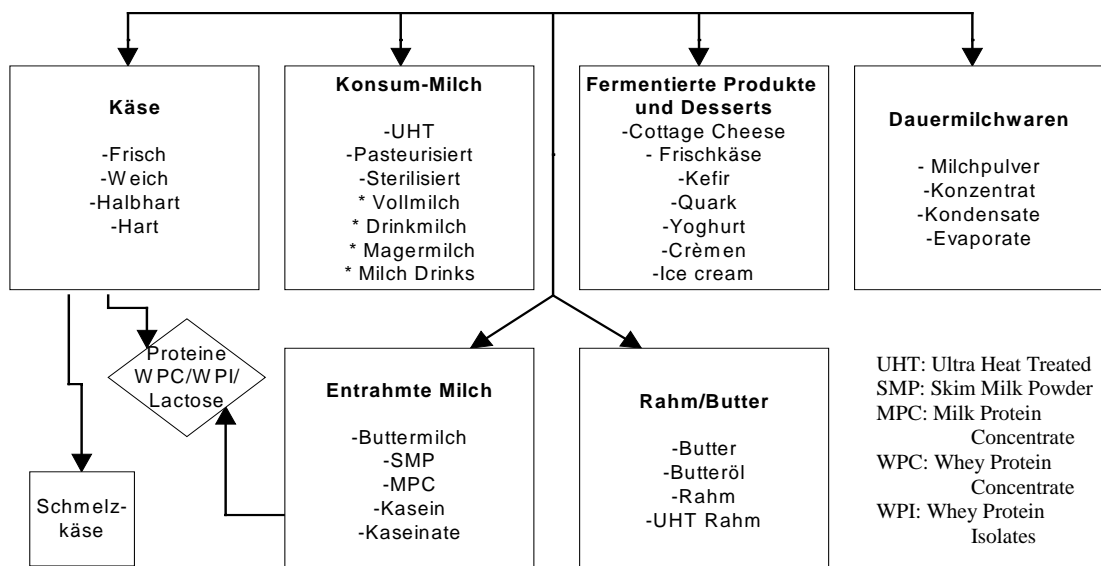 Käse
-Frisch
-Weich
-Halbhart
-Hart
Konsum-Milch
-UHT
-Pasteurisiert
-Sterilisiert
* Vollmilch
* Drinkmilch
* Magermilch
* Milch Drinks
Fermentierte Produkte
und Desserts
-Cottage Cheese
- Frischkäse
-Kefir
-Quark
-Yoghurt
-Crèmen
-Ice cream
Dauermilchwaren
- Milchpulver
-Konzentrat
-Kondensate
-Evaporate
Proteine
WPC/WPI/
Lactose
Schmelz-
käse
Entrahmte Milch
-Buttermilch
-SMP
-MPC
-Kasein
-Kaseinate
Rahm/Butter
-Butter
-Butteröl
-Rahm
-UHT Rahm
UHT: Ultra Heat Treated
SMP: Skim Milk Powder
MPC: Milk Protein
Concentrate
WPC: Whey Protein
Concentrate
WPI: Whey Protein
Isolates